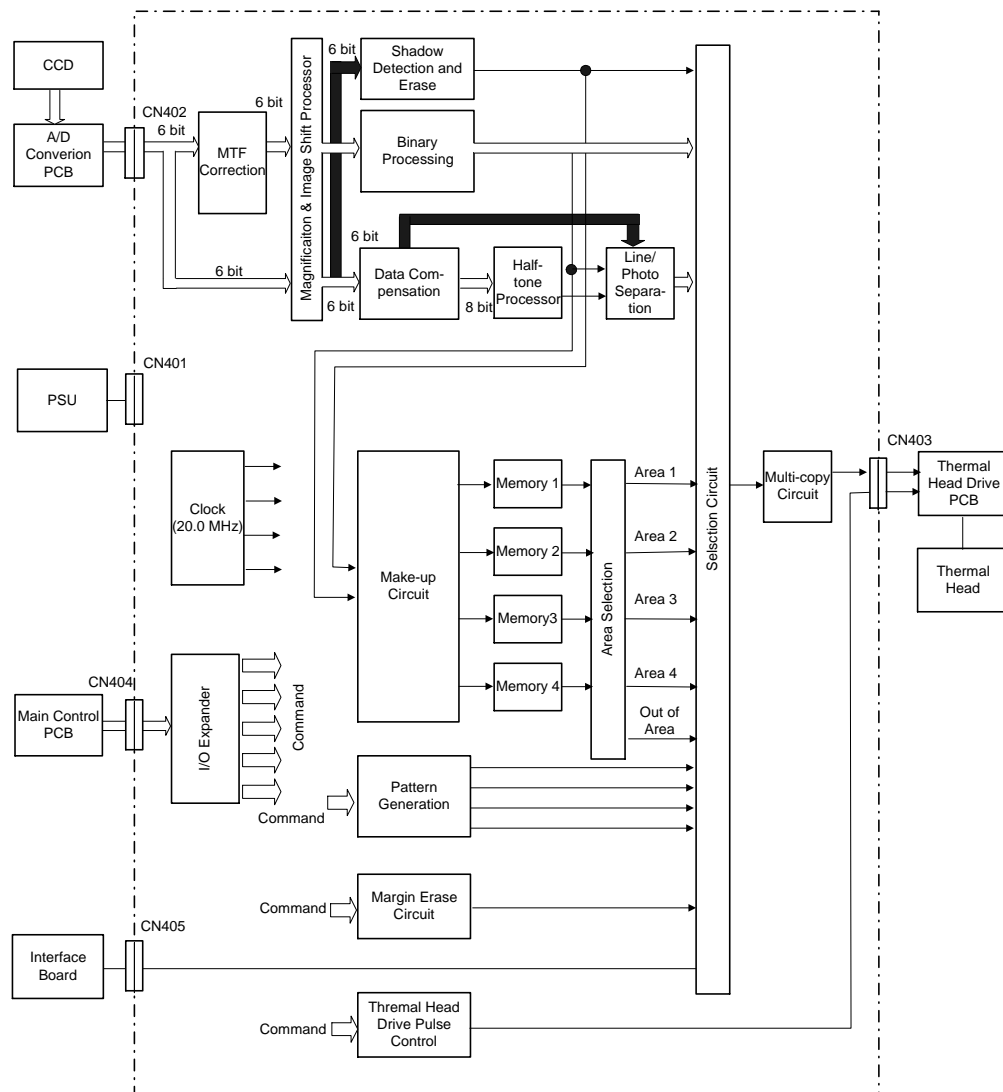 CCD
A/D
Converion
PCB
CN402
6 bit
6 bit
MTF
Correction
6 bit
Magnificaiton & Image Shift Processor
6 bit
Shadow
Detection and
Erase
Binary
Processing
6 bit
6 bit
Data Com-
pensation
8 bit
Half-
tone
Processor
Line/
Photo
Separa-
tion
Selsction Circuit
CN401
PSU
Clock
(20.0 MHz)
Make-up
Circuit
Memory 1
Memory 2
Memory3
Memory 4
Area Selection
Area 1
Area 2
Area 3
Area 4
Out of
Area
Multi-copy
Circuit
CN403
Thermal
Head Drive
PCB
Thermal
Head
CN404
Main Control
PCB
I/O Expander
Command
Command
Pattern
Generation
Command
Margin Erase
Circuit
CN405
Interface
Board
Command
Thremal Head
Drive Pulse
Control